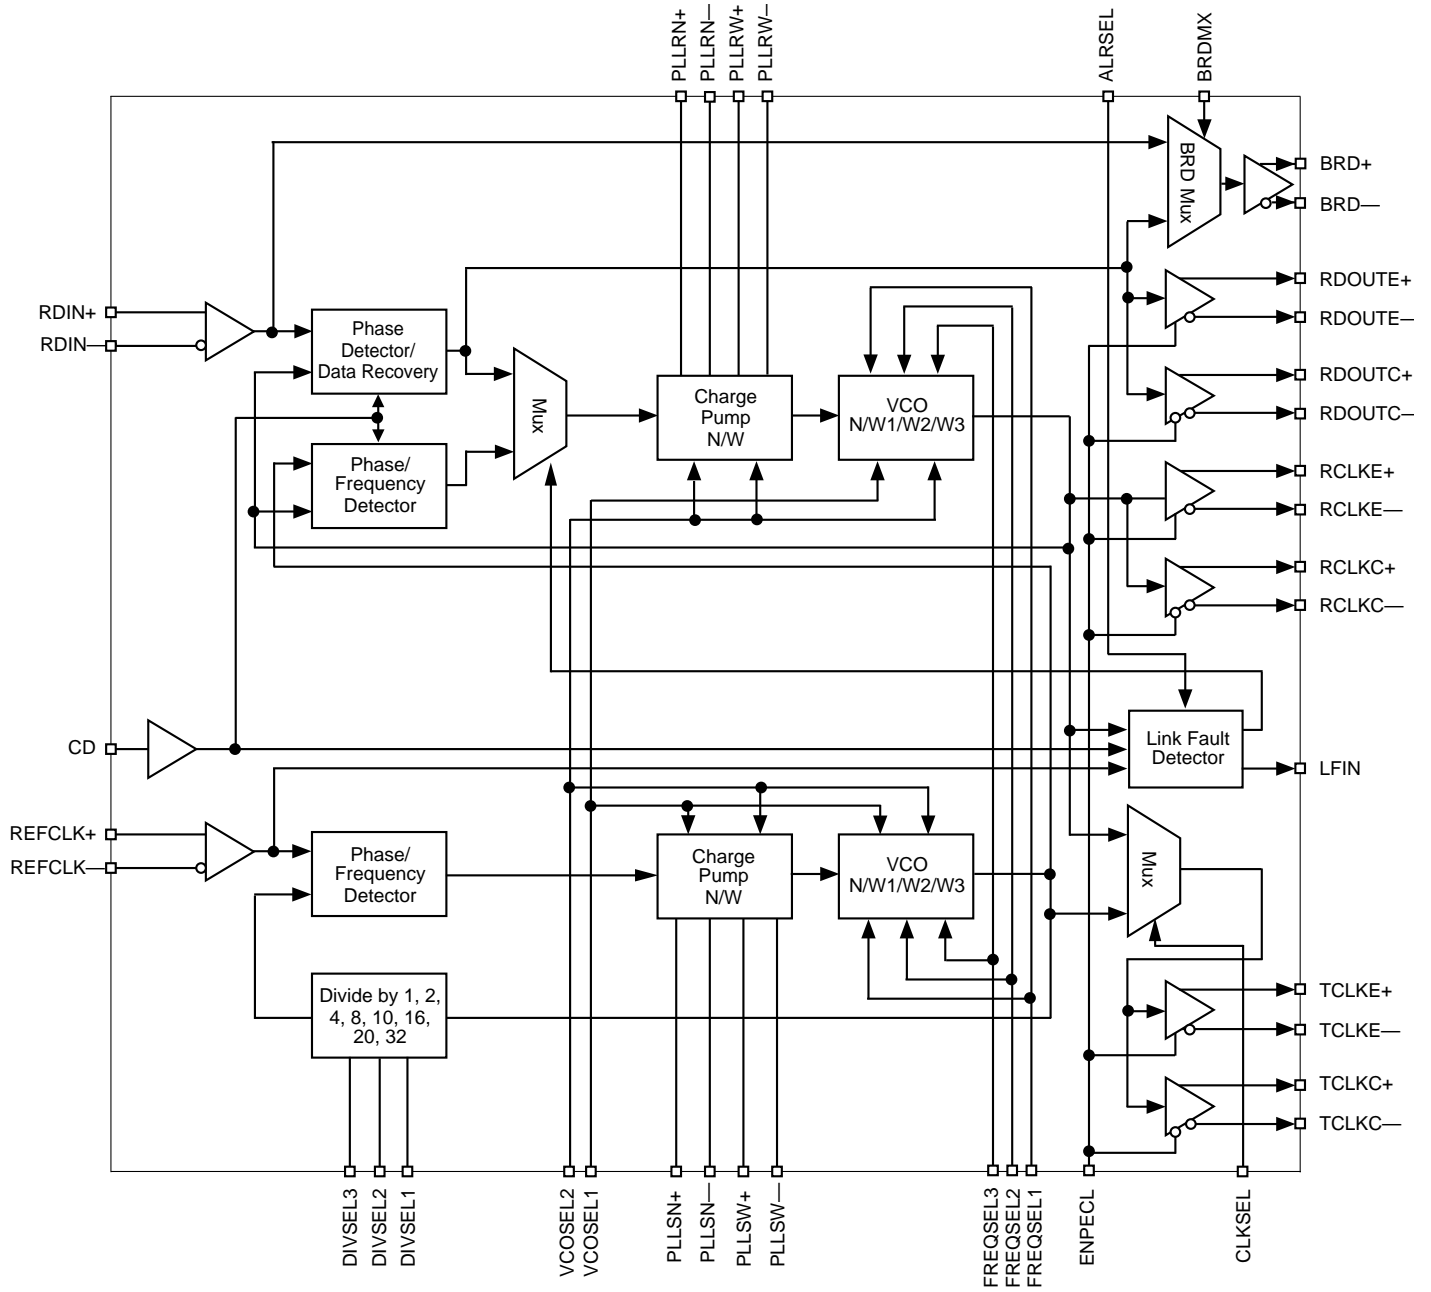 PLLRN+
PLLRN—
PLLRW+
PLLRW—
ALRSEL
BRDMX
BRD Mux
BRD+
BRD—
RDIN+
RDIN—
Phase
Detector/
Data Recovery
Mux
Charge
Pump
N/W
VCO
N/W1/W2/W3
RDOUTE+
RDOUTE—
RDOUTC+
RDOUTC—
Phase/
Frequency
Detector
RCLKE+
RCLKE—
RCLKC+
RCLKC—
CD
Link Fault
Detector
LFIN
REFCLK+
REFCLK—
Phase/
Frequency
Detector
Charge
Pump
N/W
VCO
N/W1/W2/W3
Mux
Divide by 1, 2,
4, 8, 10, 16,
20, 32
TCLKE+
TCLKE—
TCLKC+
TCLKC—
DIVSEL3
DIVSEL2
DIVSEL1
VCOSEL2
VCOSEL1
PLLSN+
PLLSN—
PLLSW+
PLLSW—
FREQSEL3
FREQSEL2
FREQSEL1
ENPECL
CLKSEL